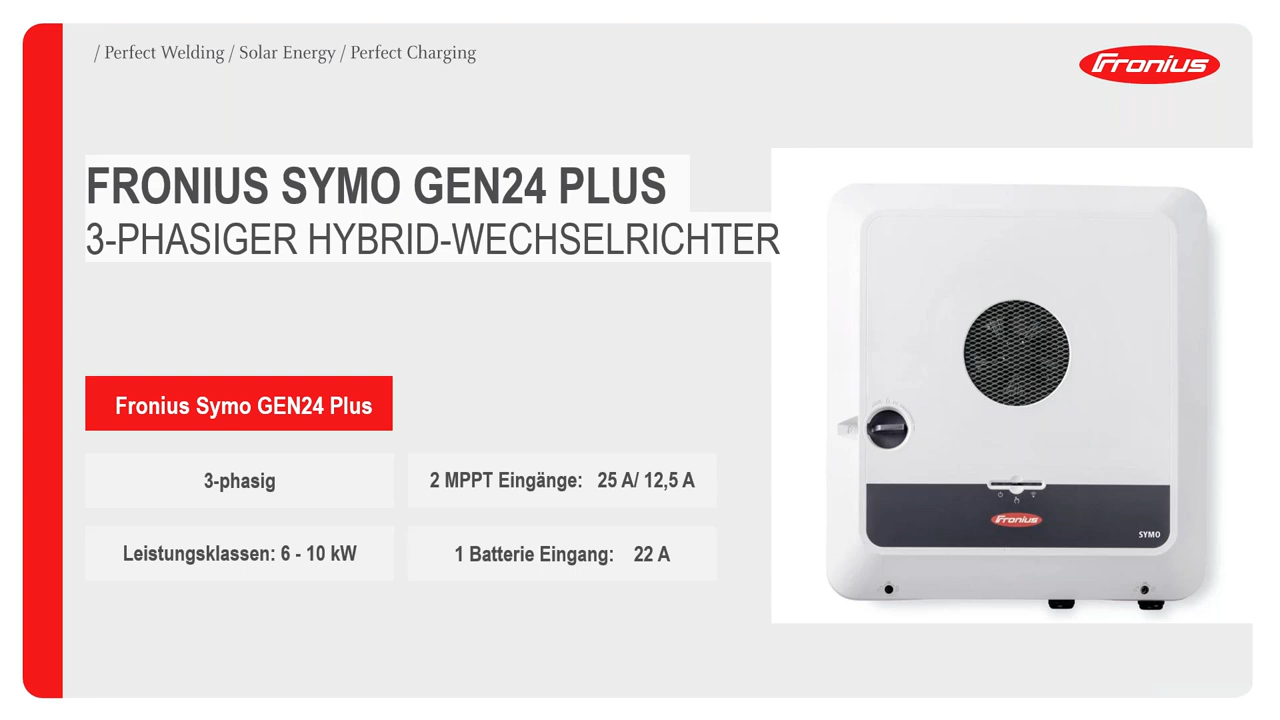 / Perfect Welding / Solar Energy / Perfect Charging
Fronius
FRONIUS SYMO GEN24 PLUS
3-PHASIGER HYBRID-WECHSELRICHTER
Fronius Symo GEN24 Plus
3-phasig
2 MPPT Eingänge: 25 A/ 12,5 A
Leistungsklassen: 6 - 10 kW
1 Batterie Eingang: 22 A
Fronius
SYMO